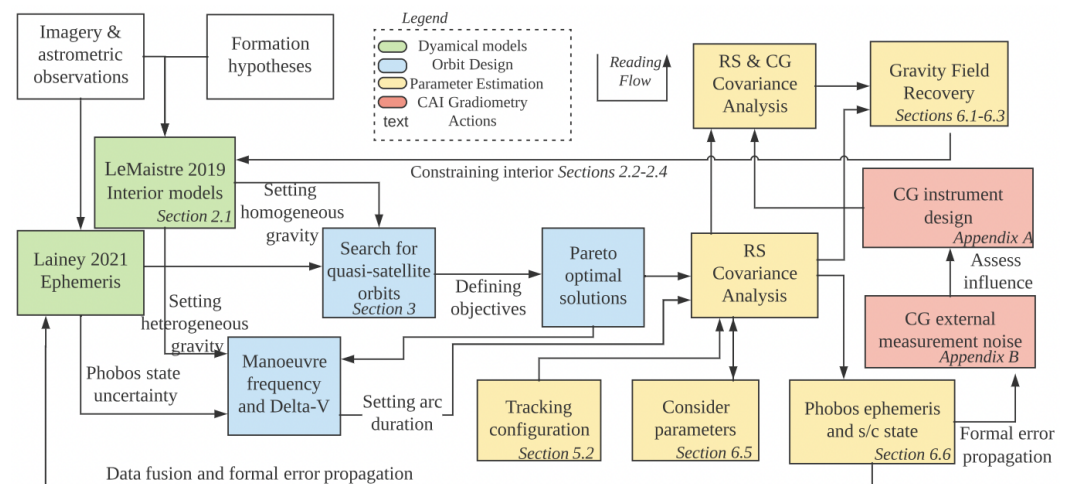 Imagery &
astrometric
observations
Formation
hypotheses
Legend
Dyamical models
Orbit Design
Parameter Estimation
CAI Gradiometry
text
Actions
Reading
Flow
RS & CG
Covariance
Analysis
Gravity Field
Recovery
Sections 6.1-6.3
LeMaistre 2019
Interior models
Section 2.1
Constraining interior Sections 2.2-2.4
Setting
homogeneous
gravity
CG instrument
design
Appendix A
Lainey 2021
Ephemeris
Search for
quasi-satellite
orbits
Section 3
Defining
objectives
Pareto
optimal
solutions
RS
Covariance
Analysis
Assess
influence
Setting
heterogeneous
gravity
CG external
measurement noise
Appendix B
Phobos state
uncertainty
Manoeuvre
frequency
and Delta-V
Setting arc
duration
Tracking
configuration
Section 5.2
Consider
parameters
Section 6.5
Phobos ephemeris
and s/c state
Section 6.6
Formal error
propagation
Data fusion and formal error propagation